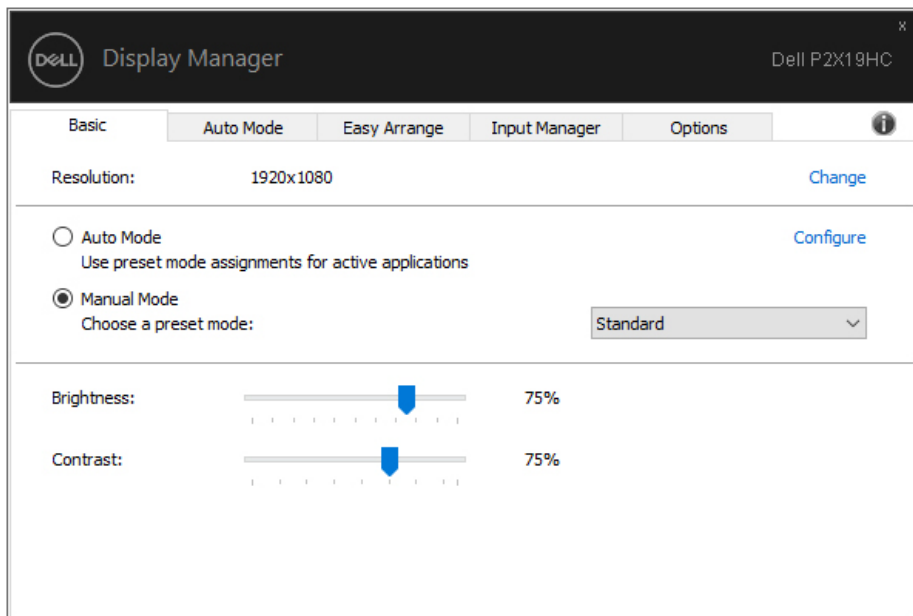 DELL Display Manager
x
Dell P2X19HC
Basic Auto Mode Easy Arrange Input Manager Options i
Resolution: 1920x1080 Change
Auto Mode Configure
Use preset mode assignments for active applications
Manual Mode
Choose a preset mode: Standard
Brightness: 75%
Contrast: 75%